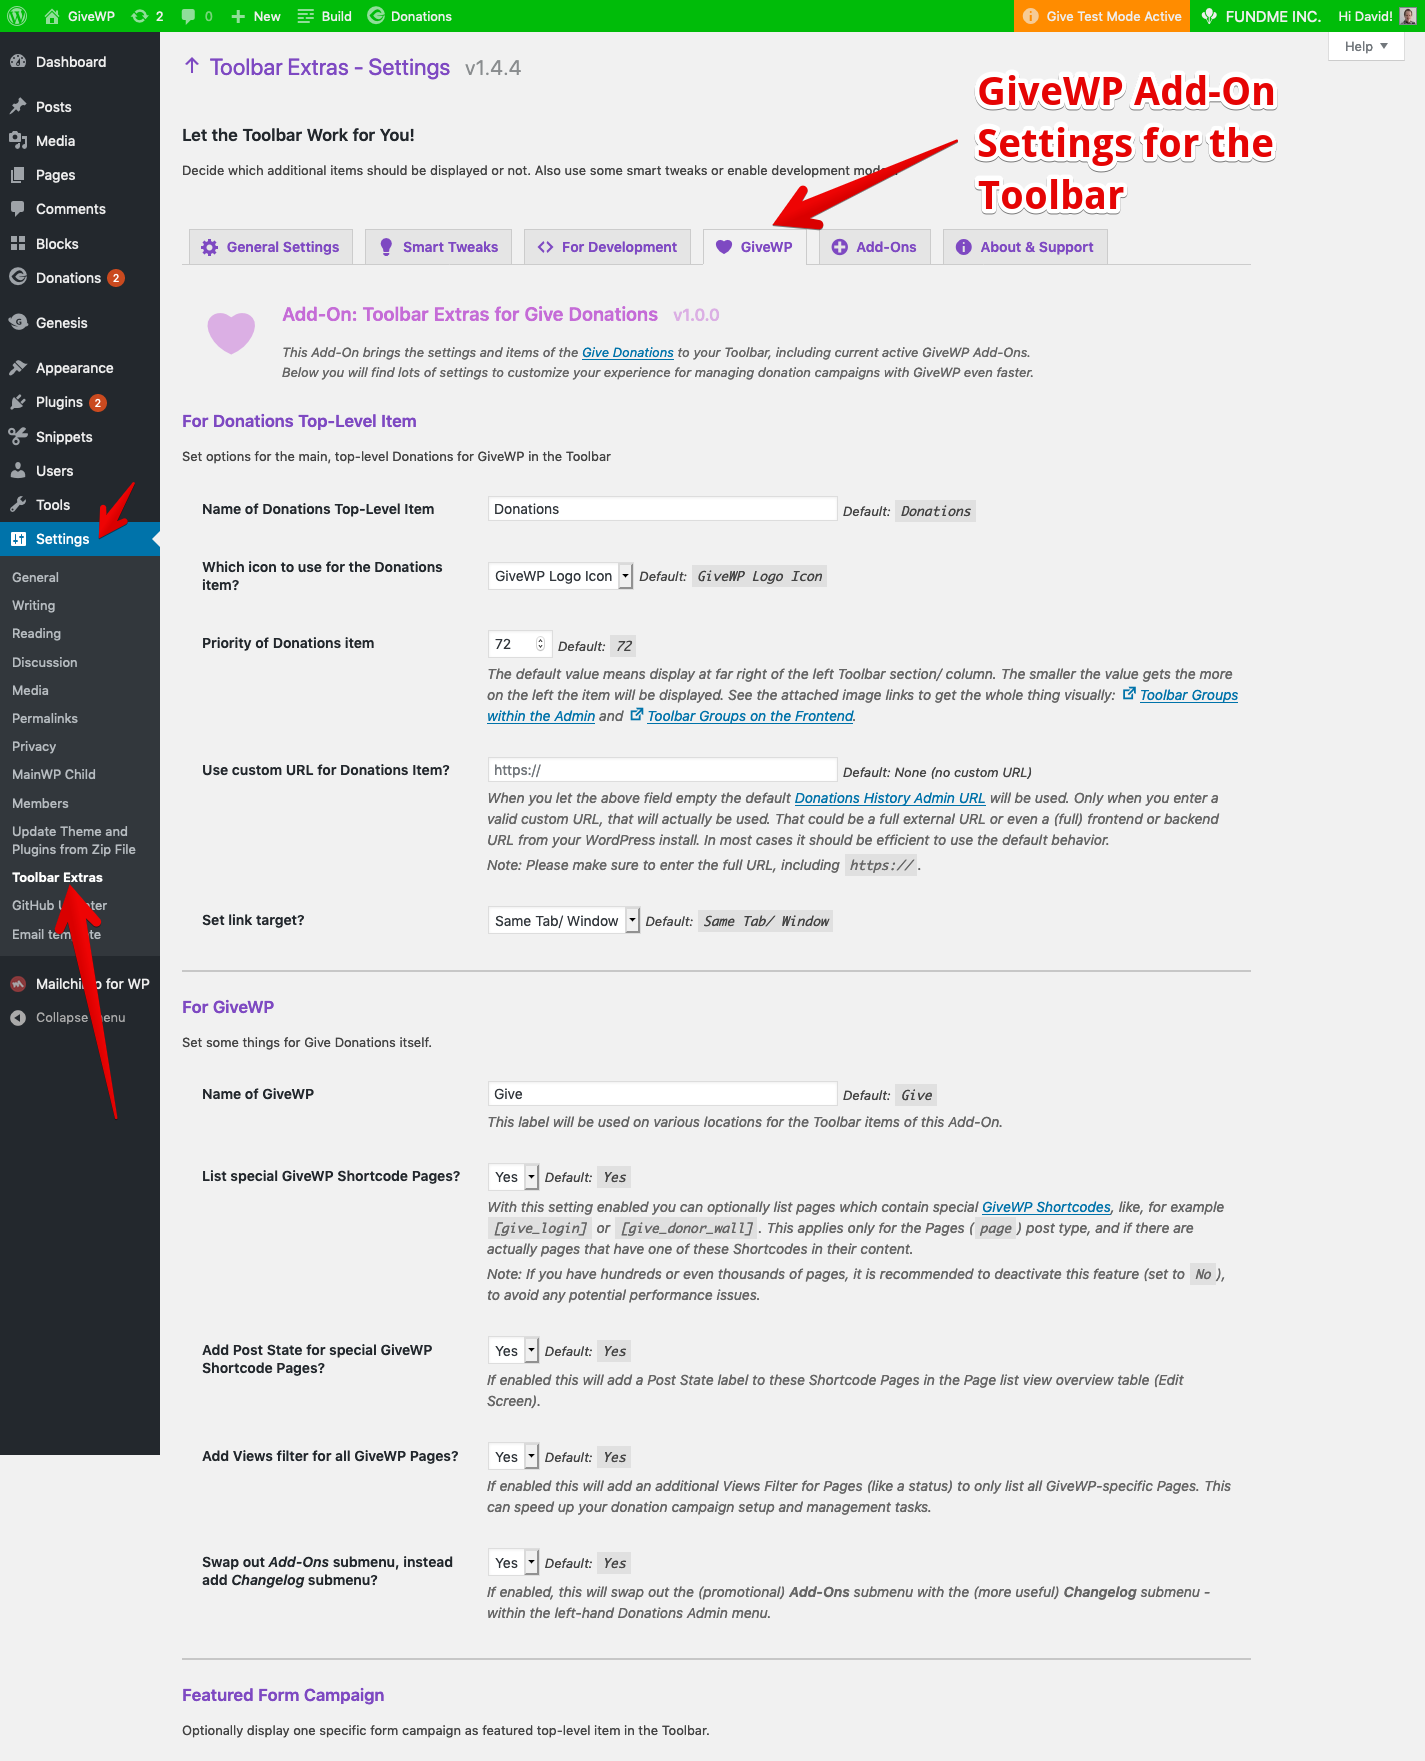 GiveWP 2 0 New Build Donations Give Test Mode Active FUNDME INC. Hi David!
Help
Dashboard
Posts
Media
Pages
Comments
Blocks
Donations 2
Genesis
Appearance
Plugins 2
Snippets
Users
Tools
Settings
General
Writing
Reading
Discussion
Media
Permalinks
Privacy
MainWP Child
Members
Update Theme and
Plugins from Zip File
Toolbar Extras
GitHub
Email
Mailchimp for WP
Collapse menu
Toolbar Extras - Settings v1.4.4
GiveWP Add-On
Settings for the
Toolbar
Let the Toolbar Work for You!
Decide which additional items should be displayed or not. Also use some smart tweaks or enable development mode.
General Settings Smart Tweaks For Development GiveWP Add-Ons About & Support
Add-On: Toolbar Extras for Give Donations v1.0.0
This Add-On brings the settings and items of the Give Donations to your Toolbar, including current active GiveWP Add-Ons.
Below you will find lots of settings to customize your experience for managing donation campaigns with GiveWP even faster.
For Donations Top-Level Item
Set options for the main, top-level Donations for GiveWP in the Toolbar
Name of Donations Top-Level Item Donations Default: Donations
Which icon to use for the Donations
item? GiveWP Logo Icon Default: GiveWP Logo Icon
Priority of Donations item 72 Default: 72
The default value means display at far right of the left Toolbar section/ column. The smaller the value gets the more
on the left the item will be displayed. See the attached image links to get the whole thing visually: Toolbar Groups
within the Admin and Toolbar Groups on the Frontend.
Use custom URL for Donations Item? https:// Default: None (no custom URL)
When you let the above field empty the default Donations History Admin URL will be used. Only when you enter a
valid custom URL, that will actually be used. That could be a full external URL or even a (full) frontend or backend
URL from your WordPress install. In most cases it should be efficient to use the default behavior.
Note: Please make sure to enter the full URL, including https:// .
Set link target? Same Tab/ Window Default: Same Tab/ Window
For GiveWP
Set some things for Give Donations itself.
Name of GiveWP Give Default: Give
This label will be used on various locations for the Toolbar items of this Add-On.
List special GiveWP Shortcode Pages? Yes Default: Yes
With this setting enabled you can optionally list pages which contain special GiveWP Shortcodes, like, for example
[give_login] or [give_donor_wall] . This applies only for the Pages ( page ) post type, and if there are
actually pages that have one of these Shortcodes in their content.
Note: If you have hundreds or even thousands of pages, it is recommended to deactivate this feature (set to No ),
to avoid any potential performance issues.
Add Post State for special GiveWP
Shortcode Pages? Yes Default: Yes
If enabled this will add a Post State label to these Shortcode Pages in the Page list view overview table (Edit
Screen).
Add Views filter for all GiveWP Pages? Yes Default: Yes
If enabled this will add an additional Views Filter for Pages (like a status) to only list all GiveWP-specific Pages. This
can speed up your donation campaign setup and management tasks.
Swap out Add-Ons submenu, instead
add Changelog submenu? Yes Default: Yes
If enabled, this will swap out the (promotional) Add-Ons submenu with the (more useful) Changelog submenu -
within the left-hand Donations Admin menu.
Featured Form Campaign
Optionally display one specific form campaign as featured top-level item in the Toolbar.